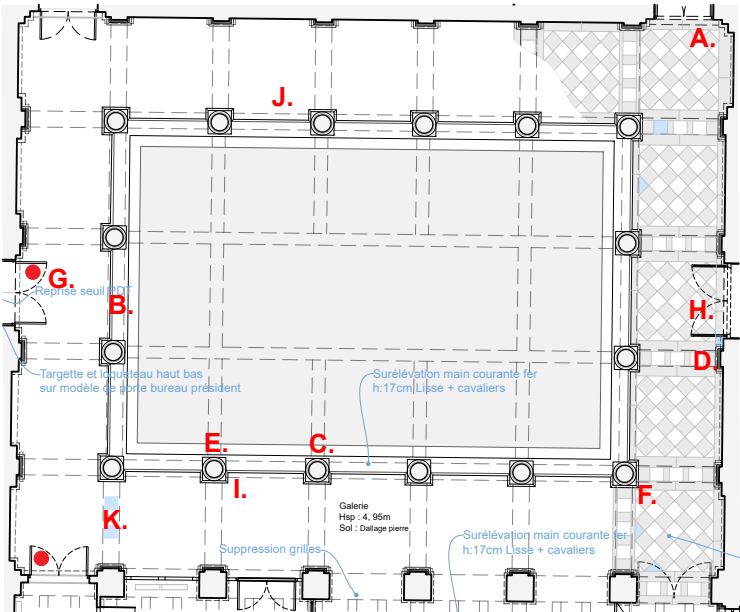 A.
J.
G.
Reprise seuil PDT
B.
H.
D.
Targette et loqueteau haut bas
sur modèle de porte bureau président
Surélévation main courante fer
h:17cm Lisse + cavaliers
E.
C.
I.
F.
K.
Galerie
Hsp : 4, 95m
Sol : Dallage pierre
Suppression grilles
Surélévation main courante fer
h:17cm Lisse + cavaliers